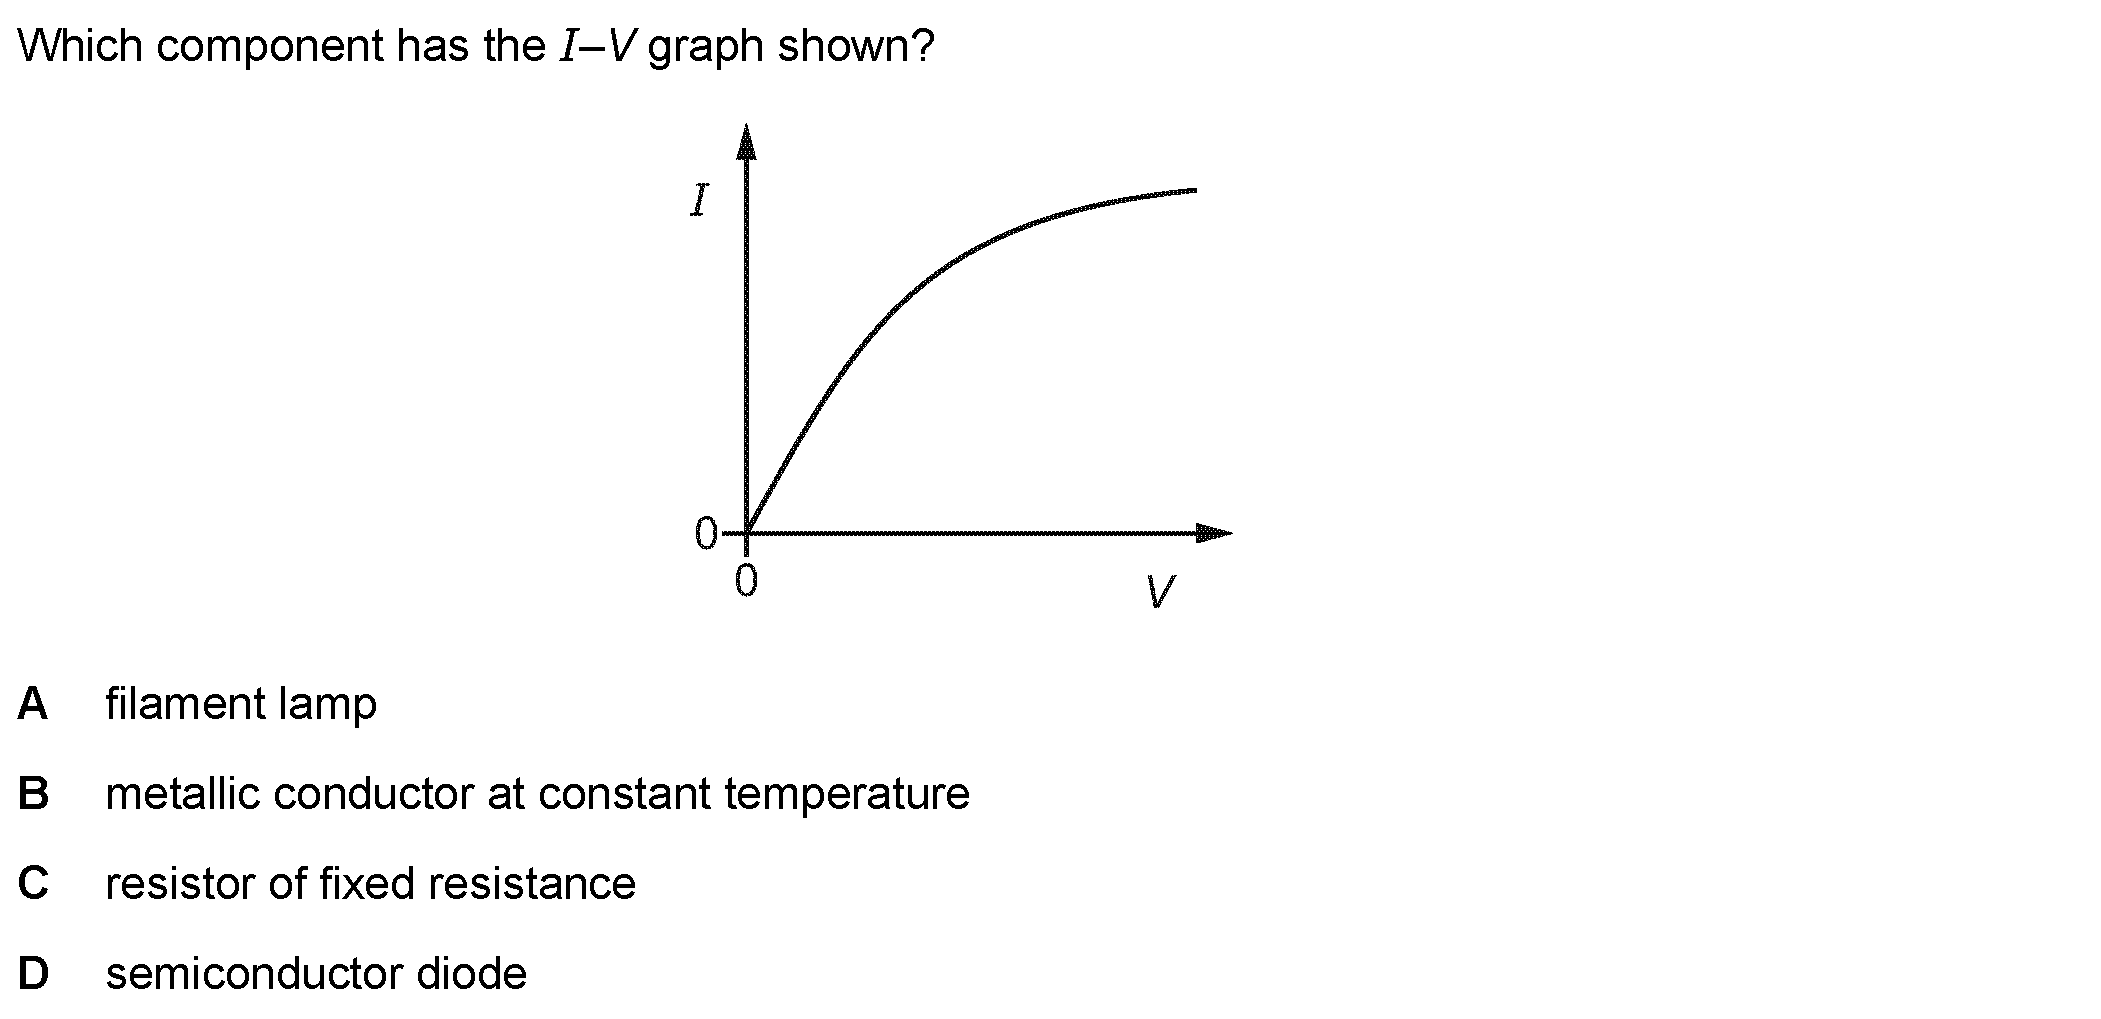 Which component has the I–V graph shown?
I
0
0
V
A filament lamp
B metallic conductor at constant temperature
C resistor of fixed resistance
D semiconductor diode